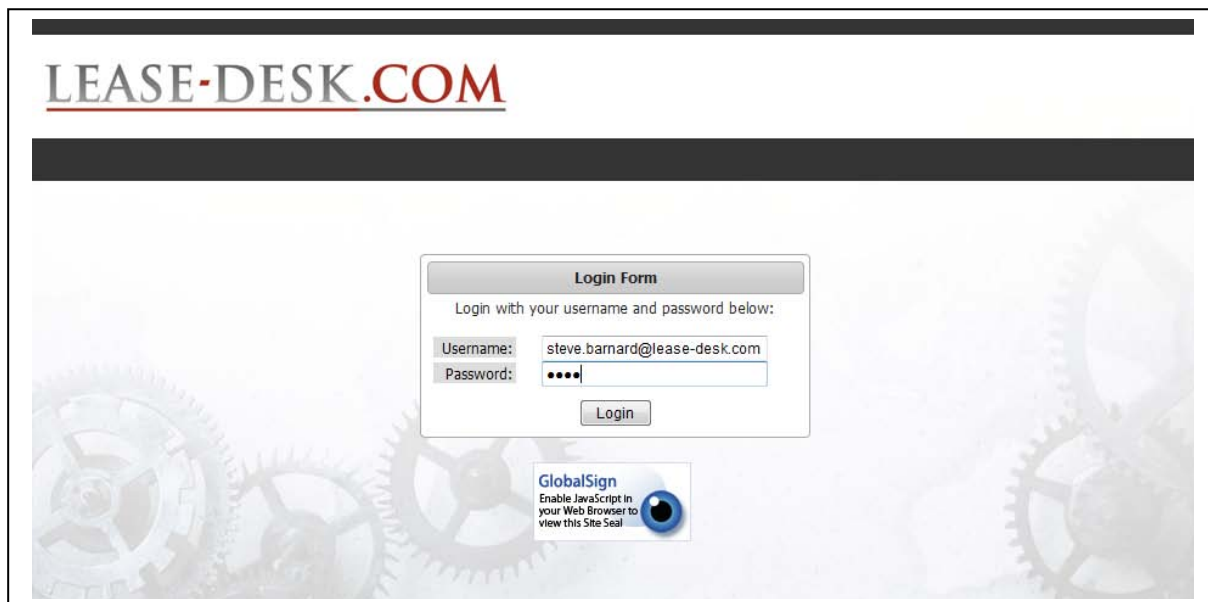 LEASE-DESK.COM
Login Form
Login with your username and password below:
Username: steve.barnard@lease-desk.com
Password: ••••
Login
GlobalSign
Enable JavaScript in
your Web Browser to
view this Site Seal